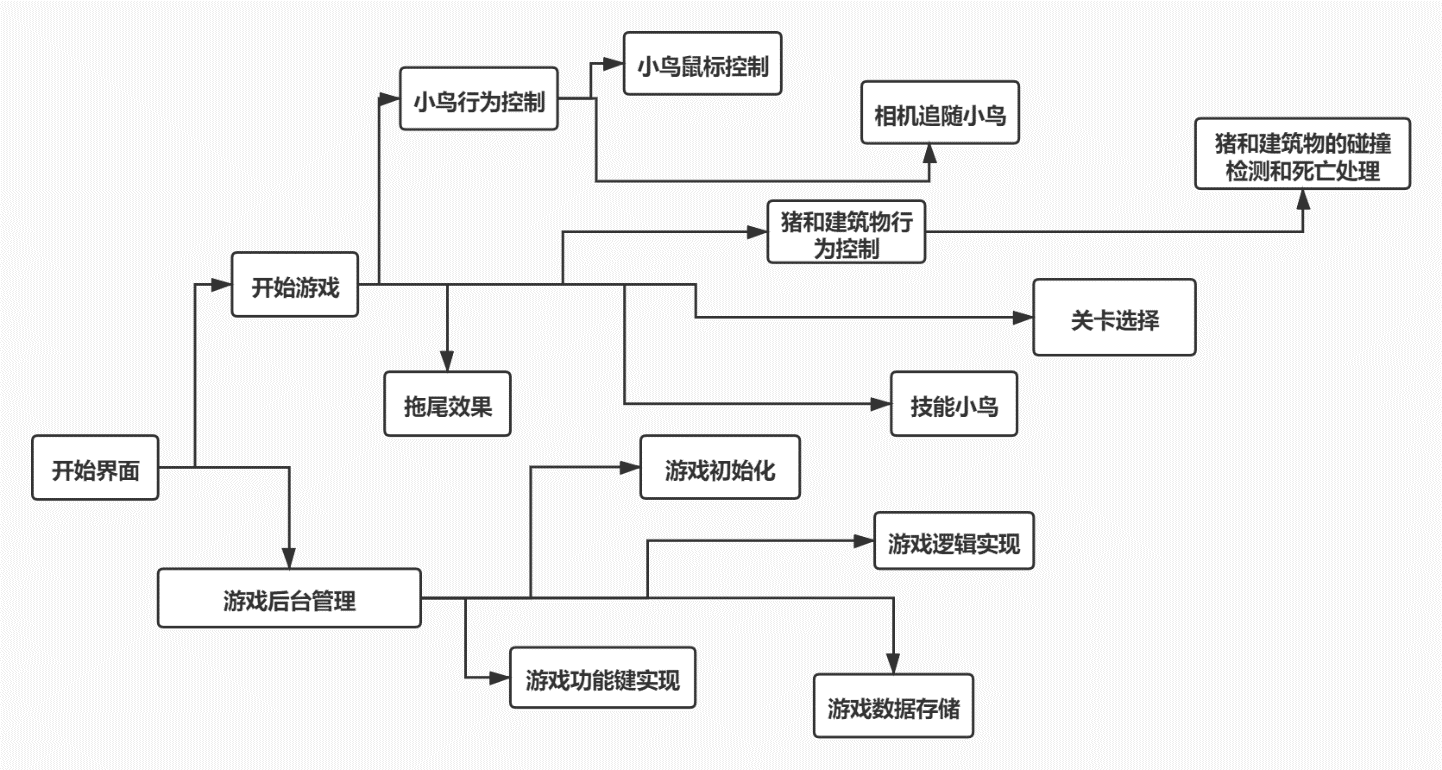 小鸟鼠标控制
小鸟行为控制
相机追随小鸟
猪和建筑物的碰撞
检测和死亡处理
猪和建筑物行
为控制
开始游戏
关卡选择
拖尾效果
技能小鸟
开始界面
游戏初始化
游戏逻辑实现
游戏后台管理
游戏功能键实现
游戏数据存储